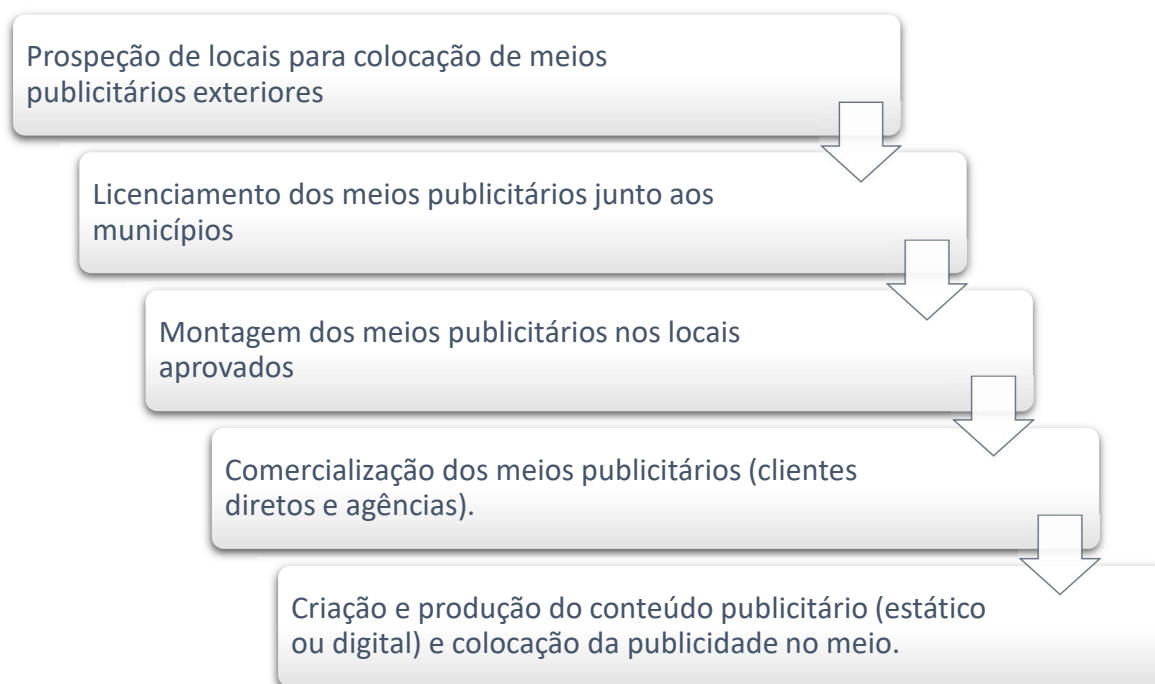 Prospeção de locais para colocação de meios
publicitários exteriores
Licenciamento dos meios publicitários junto aos
municípios
Montagem dos meios publicitários nos locais
aprovados
Comercialização dos meios publicitários (clientes
diretos e agências).
Criação e produção do conteúdo publicitário (estático
ou digital) e colocação da publicidade no meio.